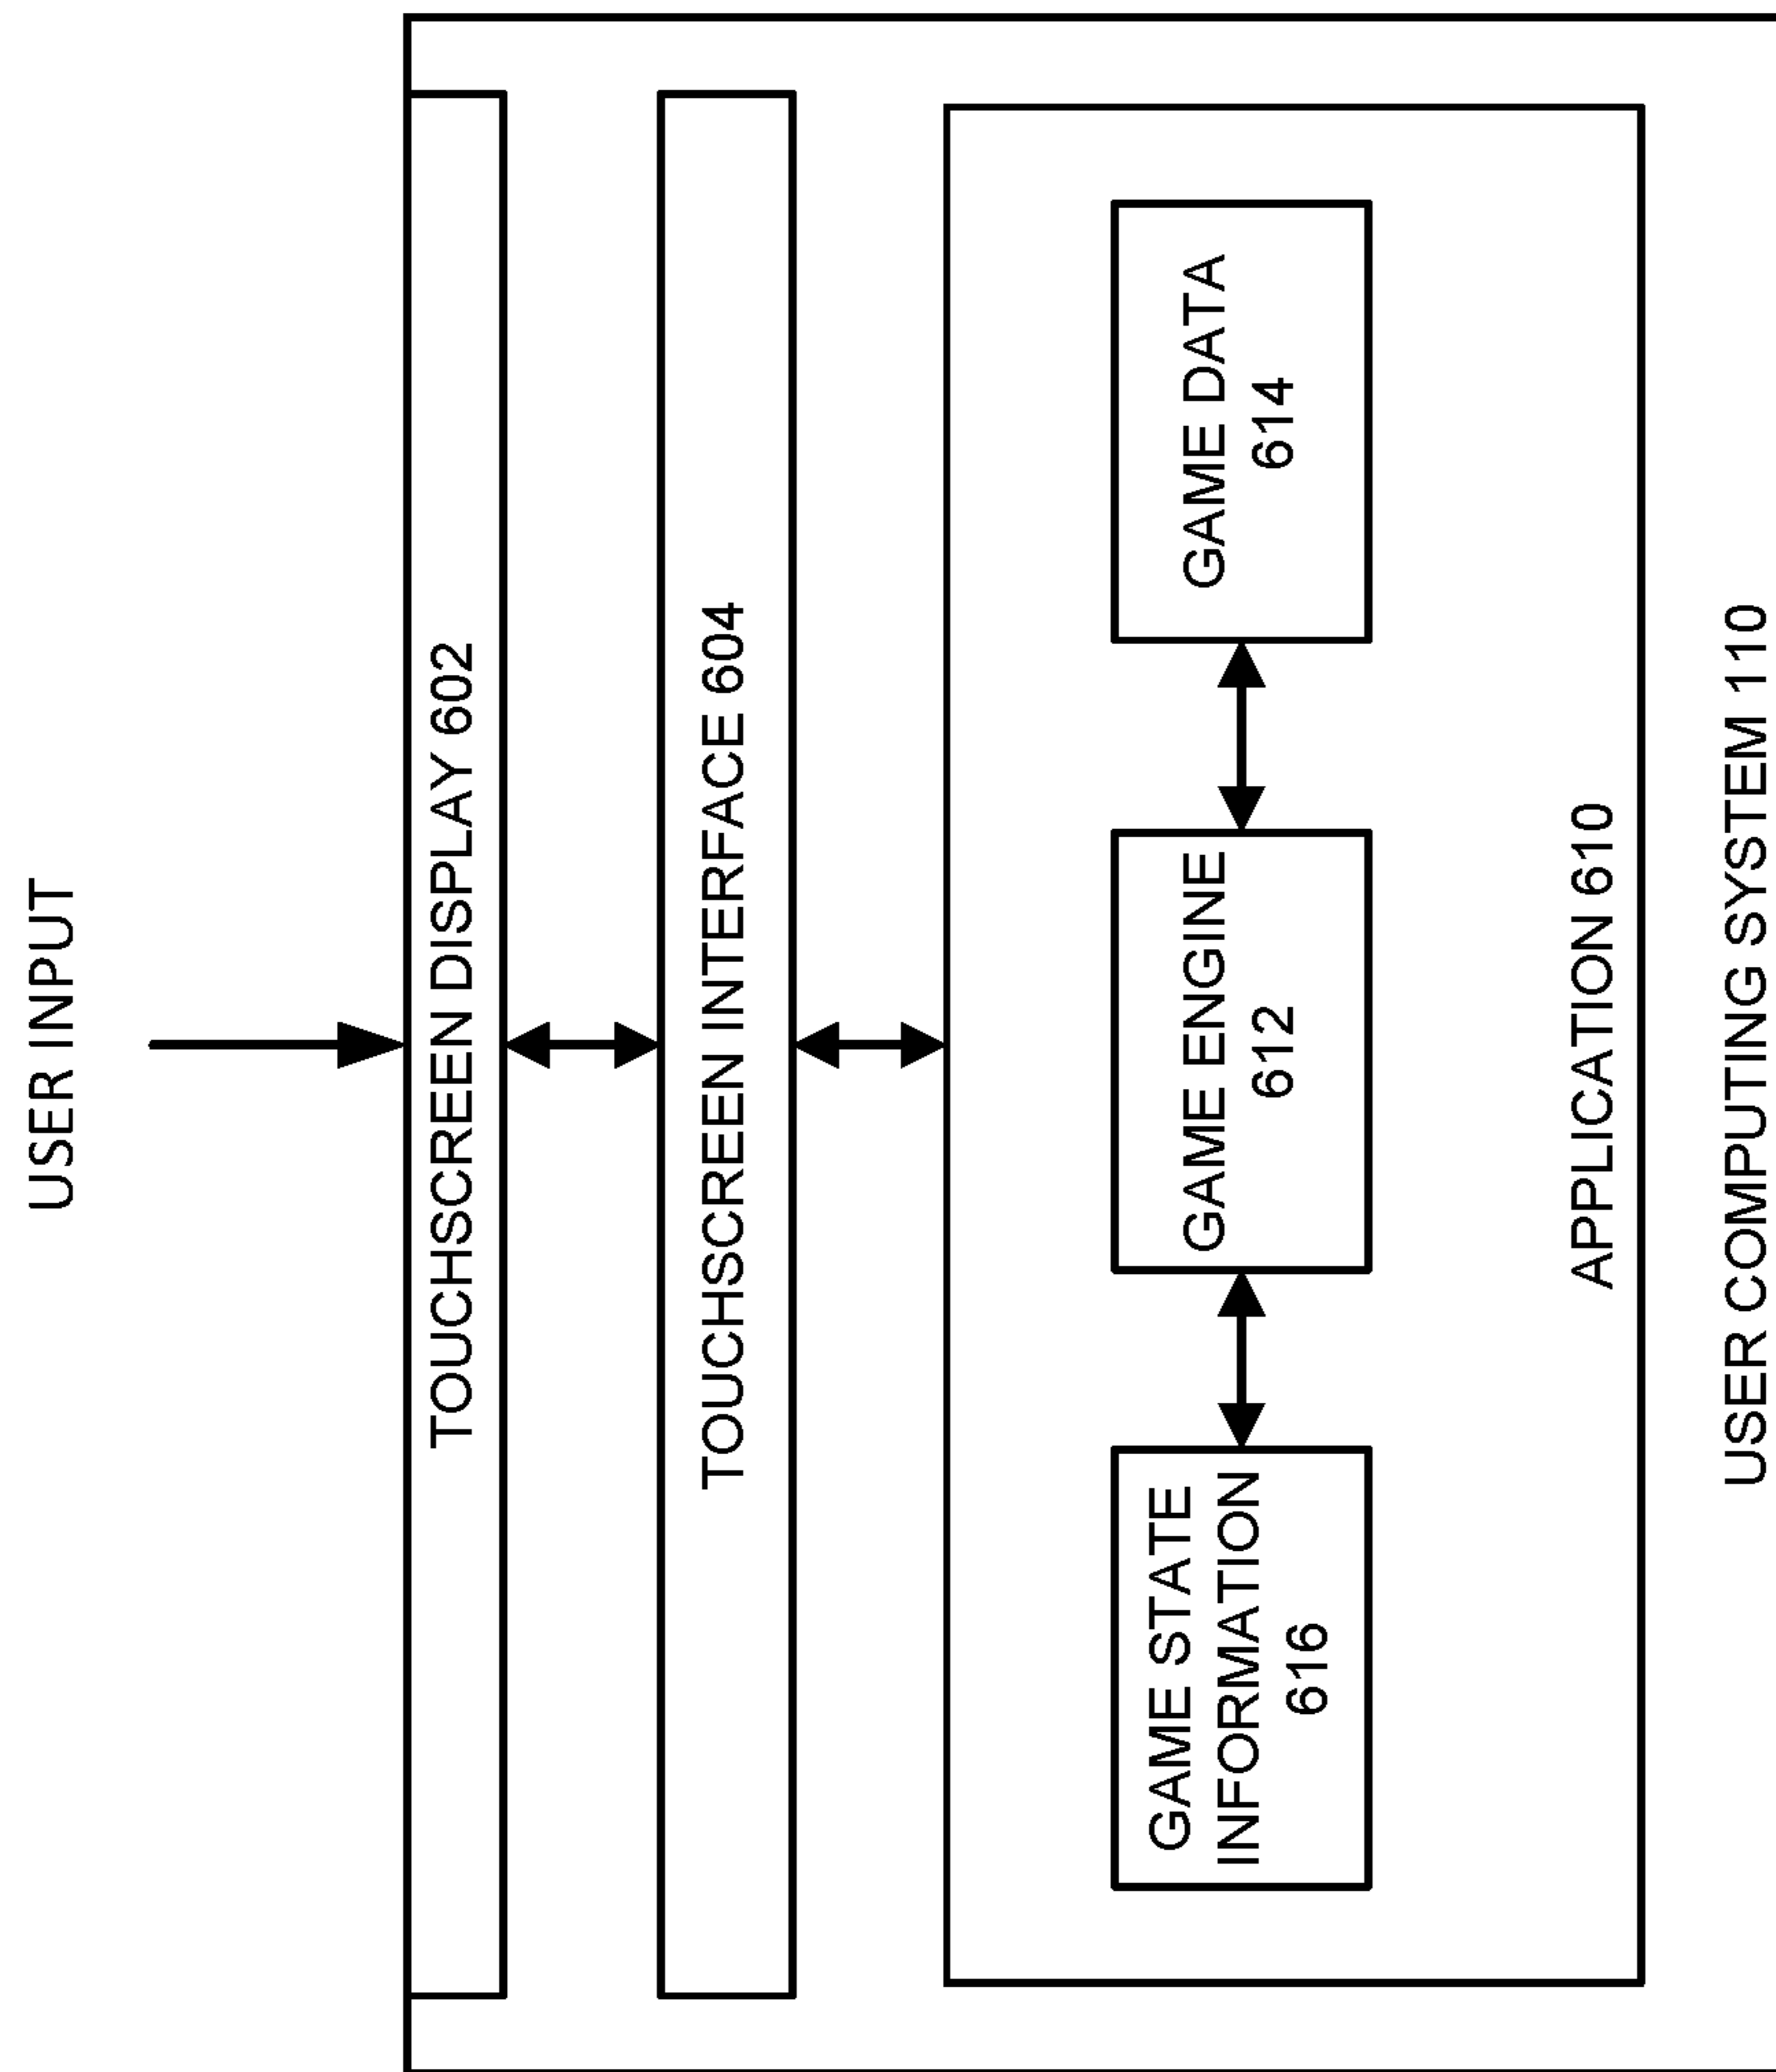 USER INPUT
TOUCHSCREEN DISPLAY 602
TOUCHSCREEN INTERFACE 604
GAME STATE
INFORMATION
616
GAME ENGINE
612
GAME DATA
614
APPLICATION 610
USER COMPUTING SYSTEM 110